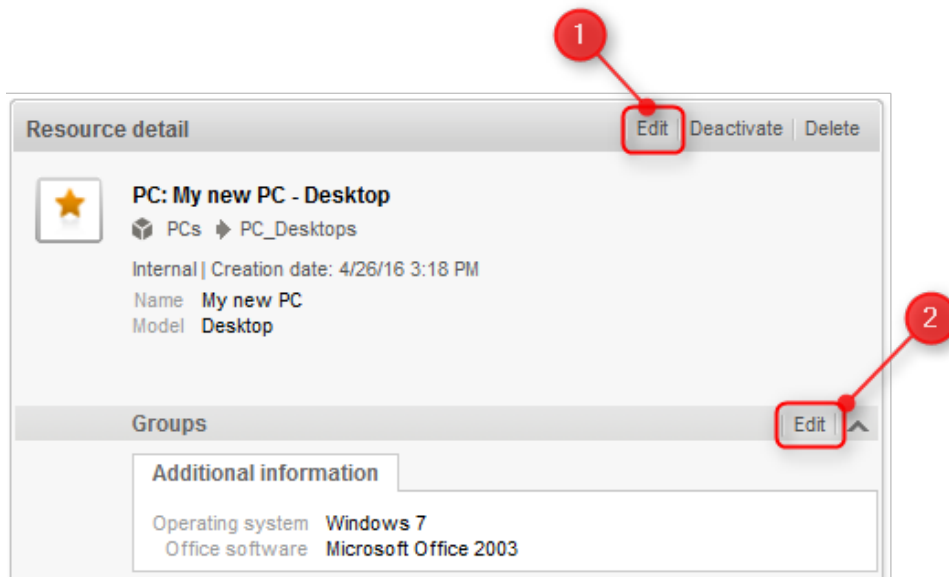 1
Resource detail Edit | Deactivate | Delete
PC: My new PC - Desktop
PCs PC_Desktops
Internal | Creation date: 4/26/16 3:18 PM
Name My new PC
Model Desktop
2
Groups Edit
Additional information
Operating system Windows 7
Office software Microsoft Office 2003